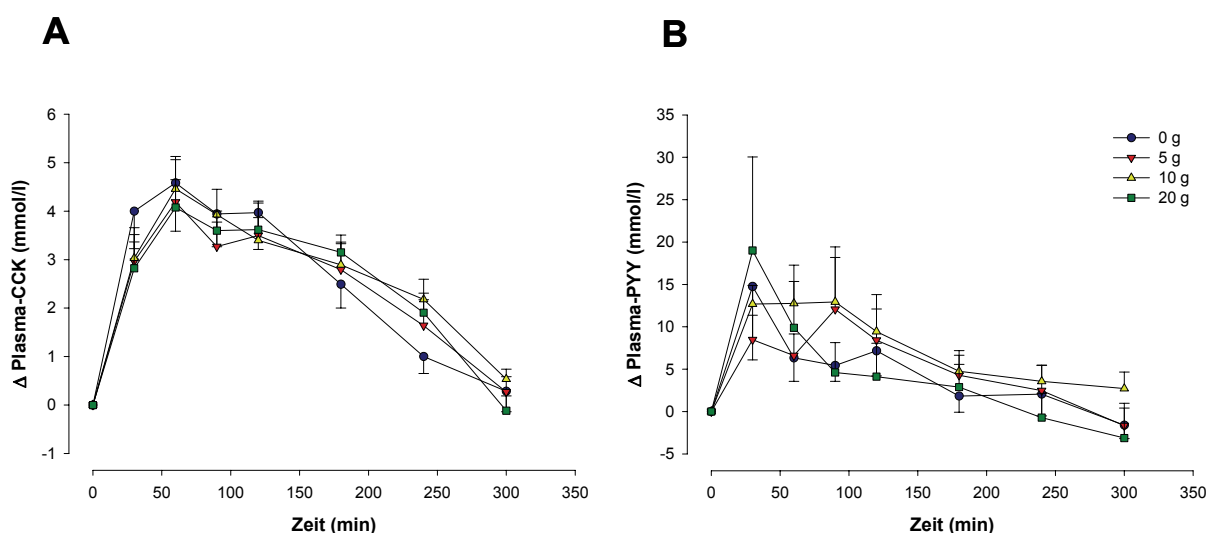 A
Δ Plasma-CCK (mmol/l)
6
5
4
3
2
1
0
-1
0 50 100 150 200 250 300 350
Zeit (min)
B
Δ Plasma-PYY (mmol/l)
35
30
25
20
15
10
5
0
-5
0 50 100 150 200 250 300 350
Zeit (min)
0 g
5 g
10 g
20 g